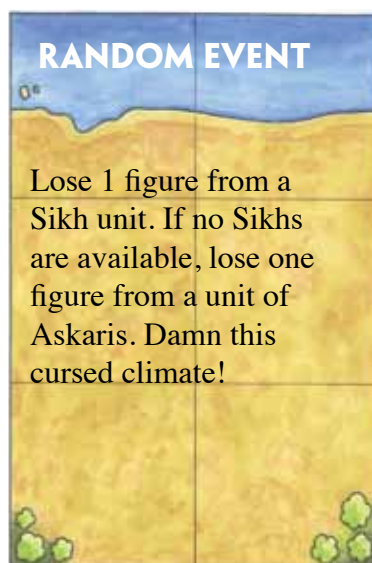 RANDOM EVENT
Lose 1 figure from a
Sikh unit. If no Sikhs
are available, lose one
figure from a unit of
Askaris. Damn this
cursed climate!